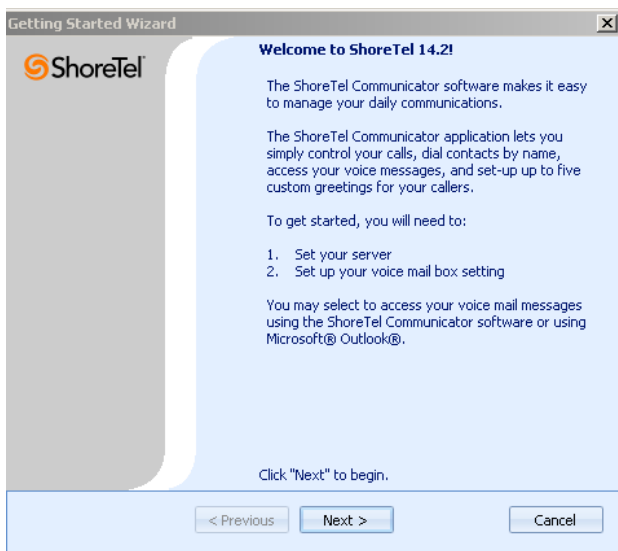 Getting Started Wizard
ShoreTel
Welcome to ShoreTel 14.2!
The ShoreTel Communicator software makes it easy
to manage your daily communications.
The ShoreTel Communicator application lets you
simply control your calls, dial contacts by name,
access your voice messages, and set-up up to five
custom greetings for your callers.
To get started, you will need to:
1. Set your server
2. Set up your voice mail box setting
You may select to access your voice mail messages
using the ShoreTel Communicator software or using
Microsoft® Outlook®.
Click "Next" to begin.
< Previous
Next >
Cancel